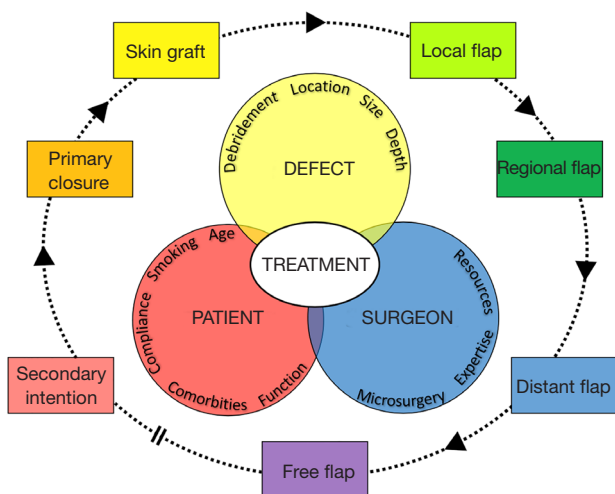 Skin graft
Local flap
Debridement Location Size Depth
DEFECT
Primary
closure
Regional flap
TREATMENT
Compliance Smoking Age
PATIENT
Comorbities Function
SURGEON
Resources
Microsurgery Expertise
Secondary
intention
Distant flap
Free flap